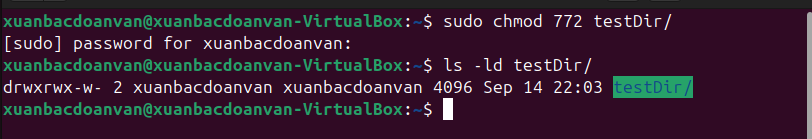 xuanbacdoanvan@xuanbacdoanvan-VirtualBox:~$ sudo chmod 772 testDir/
[sudo] password for xuanbacdoanvan:
xuanbacdoanvan@xuanbacdoanvan-VirtualBox:~$ ls -ld testDir/
drwxrwx-w- 2 xuanbacdoanvan xuanbacdoanvan 4096 Sep 14 22:03 testDir/
xuanbacdoanvan@xuanbacdoanvan-VirtualBox:~$